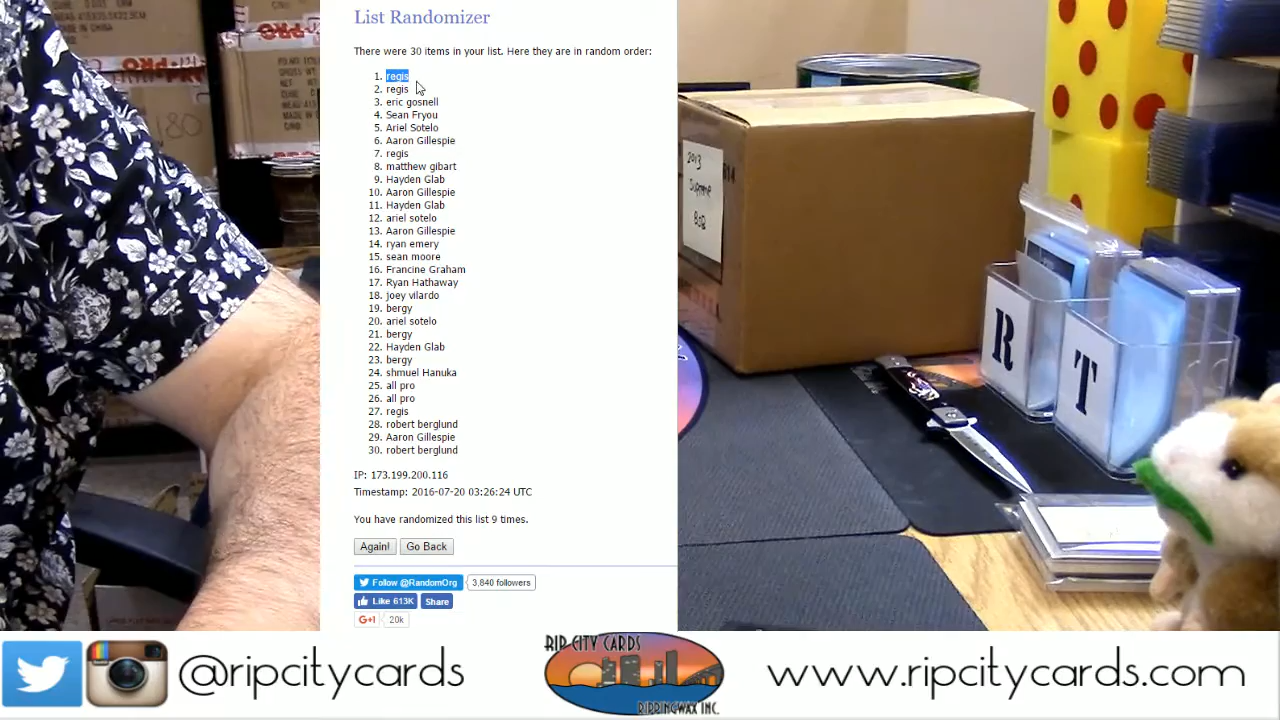 List Randomizer
There were 30 items in your list. Here they are in random order:
1. regis
2. regis
3. eric gosnell
4. Sean Fryou
5. Ariel Sotelo
6. Aaron Gillespie
7. regis
8. matthew gibart
9. Hayden Glab
10. Aaron Gillespie
11. Hayden Glab
12. ariel sotelo
13. Aaron Gillespie
14. ryan emery
15. sean moore
16. Francine Graham
17. Ryan Hathaway
18. joey vilardo
19. bergy
20. ariel sotelo
21. bergy
22. Hayden Glab
23. bergy
24. shmuel Hanuka
25. all pro
26. all pro
27. regis
28. robert berglund
29. Aaron Gillespie
30. robert berglund
IP: 173.199.200.116
Timestamp: 2016-07-20 03:26:24 UTC
You have randomized this list 9 times.
Again! Go Back
Follow @RandomOrg 3,840 followers
Like 613K Share
G+1 20k
2013
Supreme
R
T
@ripcitycards
RIP CITY CARDS
RIPPINGWAX INC.
www.ripcitycards.com